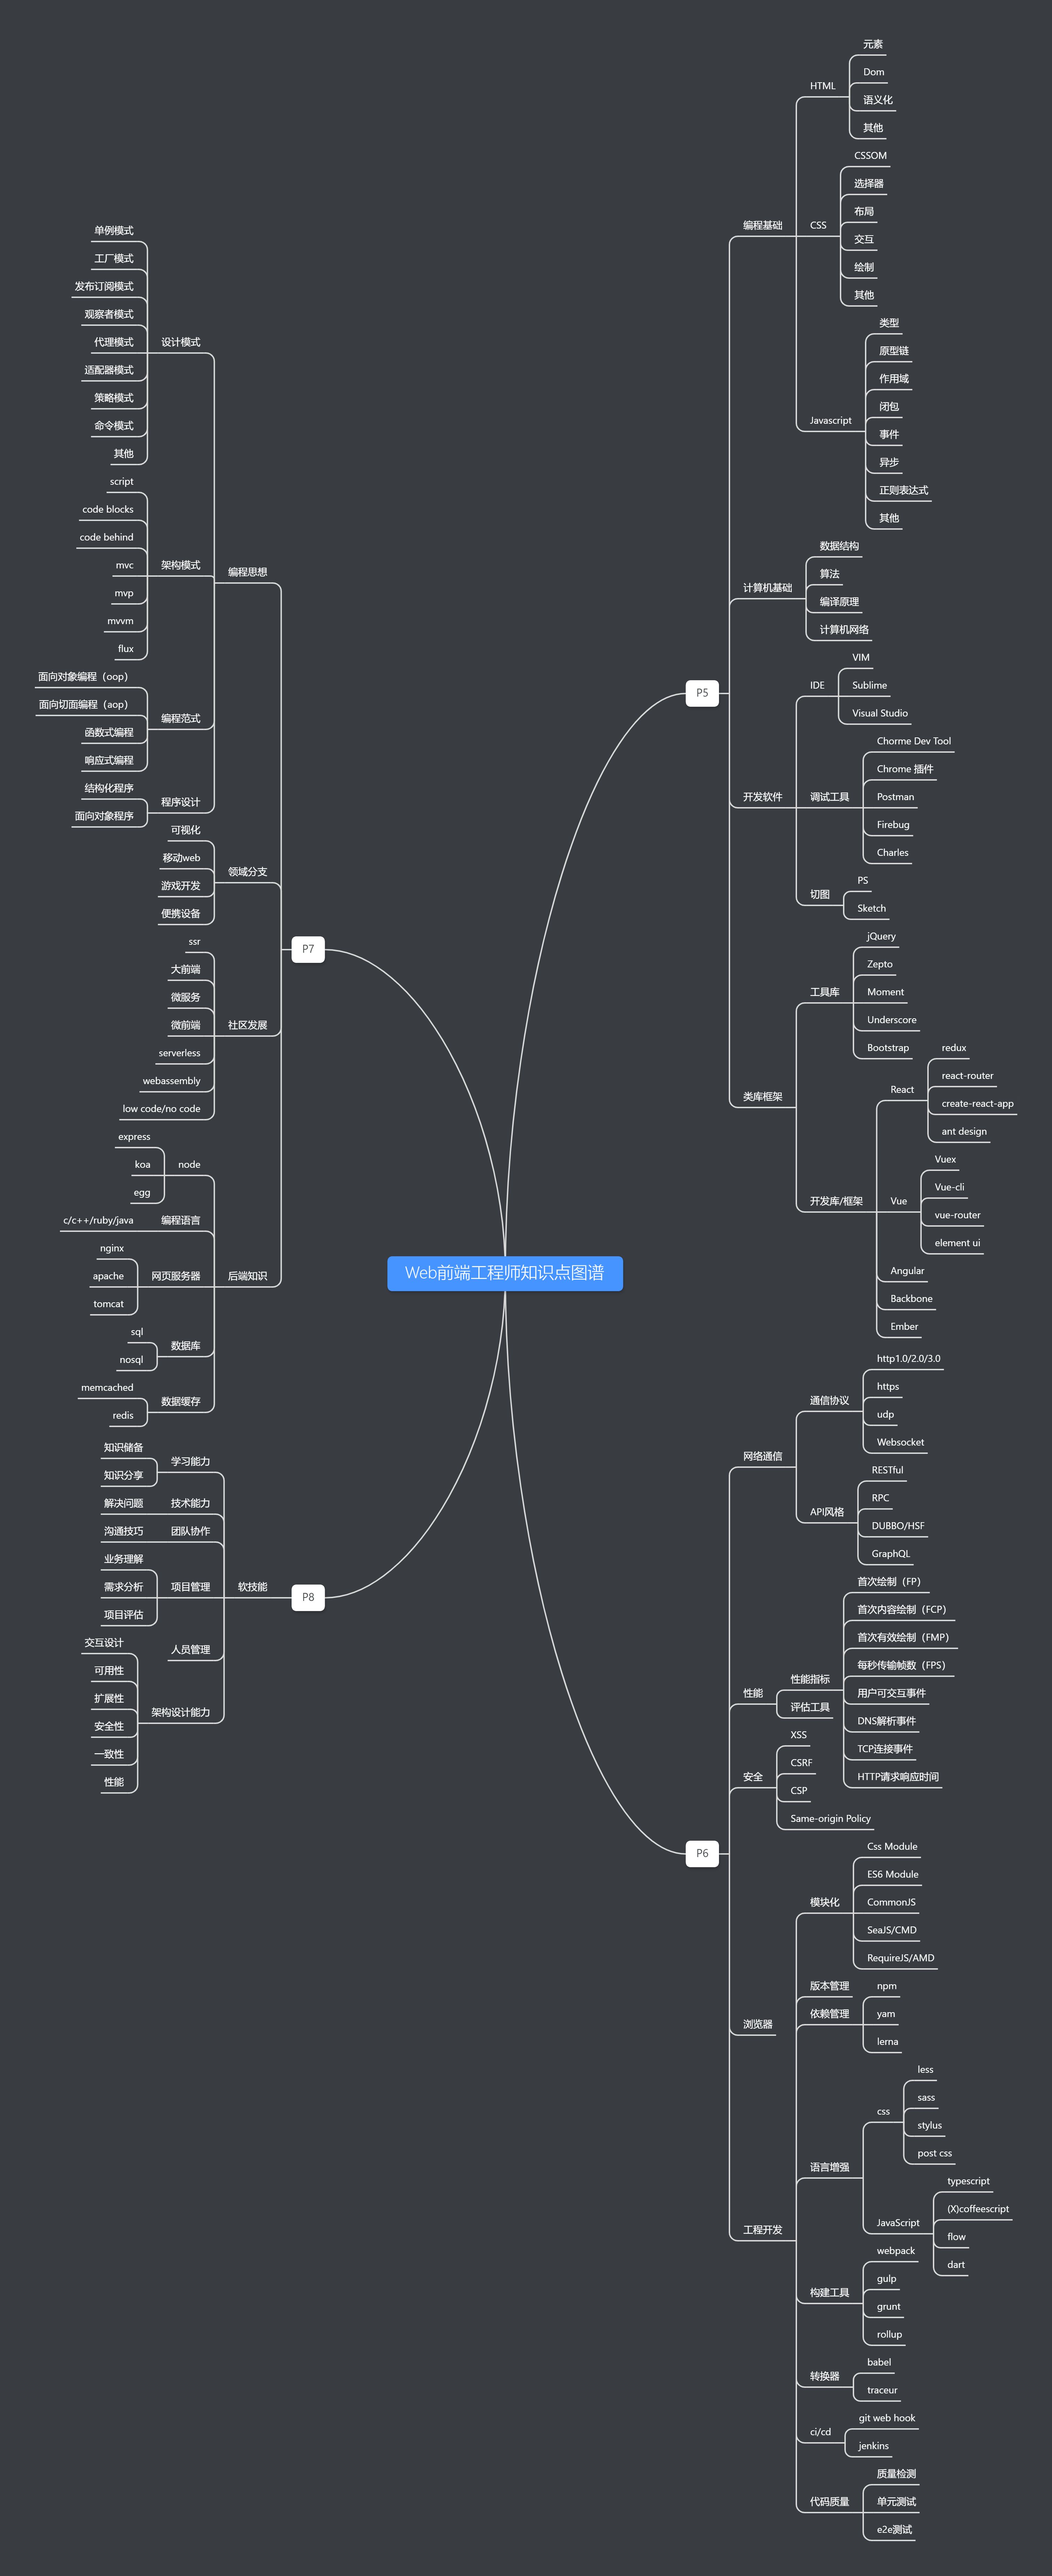 Web前端工程师知识点图谱
P5
编程基础
HTML
元素
Dom
语义化
其他
CSS
CSSOM
选择器
布局
交互
绘制
其他
Javascript
类型
原型链
作用域
闭包
事件
异步
正则表达式
其他
计算机基础
数据结构
算法
编译原理
计算机网络
开发软件
IDE
VIM
Sublime
Visual Studio
调试工具
Chorme Dev Tool
Chrome 插件
Postman
Firebug
Charles
切图
PS
Sketch
类库框架
工具库
jQuery
Zepto
Moment
Underscore
Bootstrap
开发库/框架
React
redux
react-router
create-react-app
ant design
Vue
Vuex
Vue-cli
vue-router
element ui
Angular
Backbone
Ember
P6
网络通信
通信协议
http1.0/2.0/3.0
https
udp
Websocket
API风格
RESTful
RPC
DUBBO/HSF
GraphQL
性能
性能指标
首次绘制（FP）
首次内容绘制（FCP）
首次有效绘制（FMP）
每秒传输帧数（FPS）
用户可交互事件
DNS解析事件
TCP连接事件
HTTP请求响应时间
评估工具
安全
XSS
CSRF
CSP
Same-origin Policy
浏览器
工程开发
模块化
Css Module
ES6 Module
CommonJS
SeaJS/CMD
RequireJS/AMD
版本管理
依赖管理
npm
yam
lerna
语言增强
css
less
sass
stylus
post css
JavaScript
typescript
(X)coffeescript
flow
dart
构建工具
webpack
gulp
grunt
rollup
转换器
babel
traceur
ci/cd
git web hook
jenkins
代码质量
质量检测
单元测试
e2e测试
P7
编程思想
设计模式
单例模式
工厂模式
发布订阅模式
观察者模式
代理模式
适配器模式
策略模式
命令模式
其他
架构模式
script
code blocks
code behind
mvc
mvp
mvvm
flux
编程范式
面向对象编程（oop）
面向切面编程（aop）
函数式编程
响应式编程
程序设计
结构化程序
面向对象程序
领域分支
可视化
移动web
游戏开发
便携设备
社区发展
ssr
大前端
微服务
微前端
serverless
webassembly
low code/no code
后端知识
node
express
koa
egg
编程语言
c/c++/ruby/java
网页服务器
nginx
apache
tomcat
数据库
sql
nosql
数据缓存
memcached
redis
P8
软技能
学习能力
知识储备
知识分享
技术能力
解决问题
团队协作
沟通技巧
项目管理
业务理解
需求分析
项目评估
人员管理
架构设计能力
交互设计
可用性
扩展性
安全性
一致性
性能